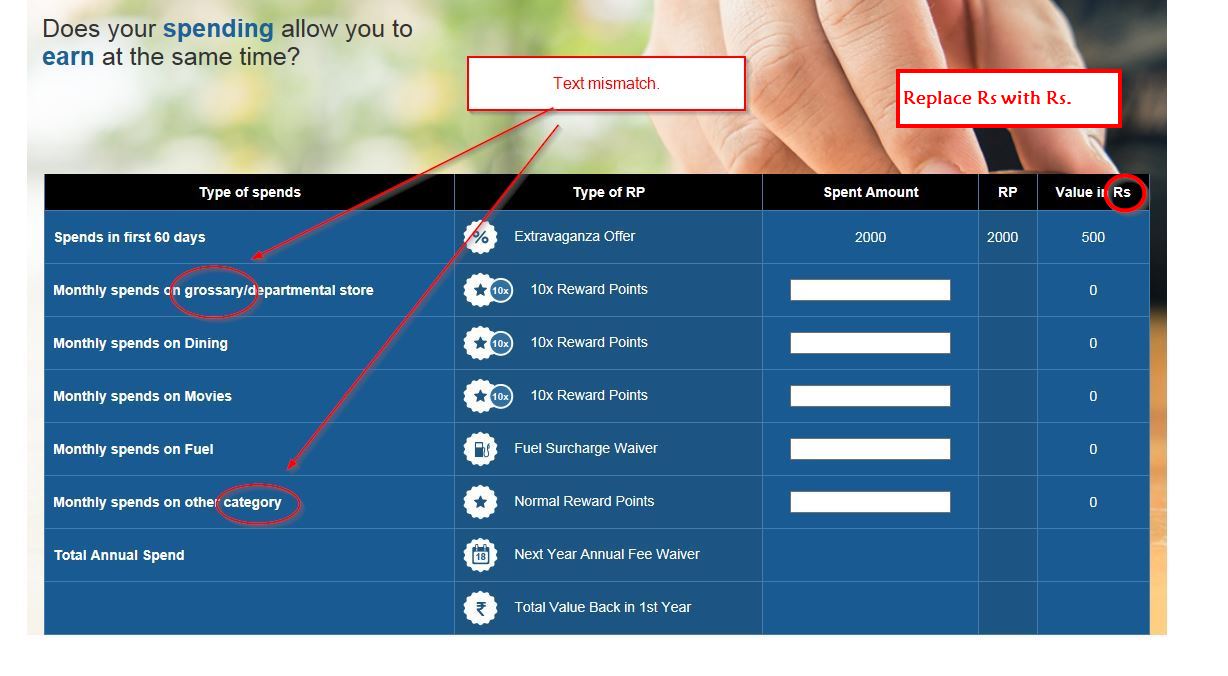 Does your spending allow you to
earn at the same time?
Text mismatch.
Replace Rs with Rs.
Type of spends Type of RP Spent Amount RP Value in Rs
Spends in first 60 days % Extravaganza Offer 2000 2000 500
Monthly spends on grossary/departmental store 10x 10x Reward Points 0
Monthly spends on Dining 10x 10x Reward Points 0
Monthly spends on Movies 10x 10x Reward Points 0
Monthly spends on Fuel Fuel Surcharge Waiver 0
Monthly spends on other category Normal Reward Points 0
Total Annual Spend 18 Next Year Annual Fee Waiver
₹ Total Value Back in 1st Year